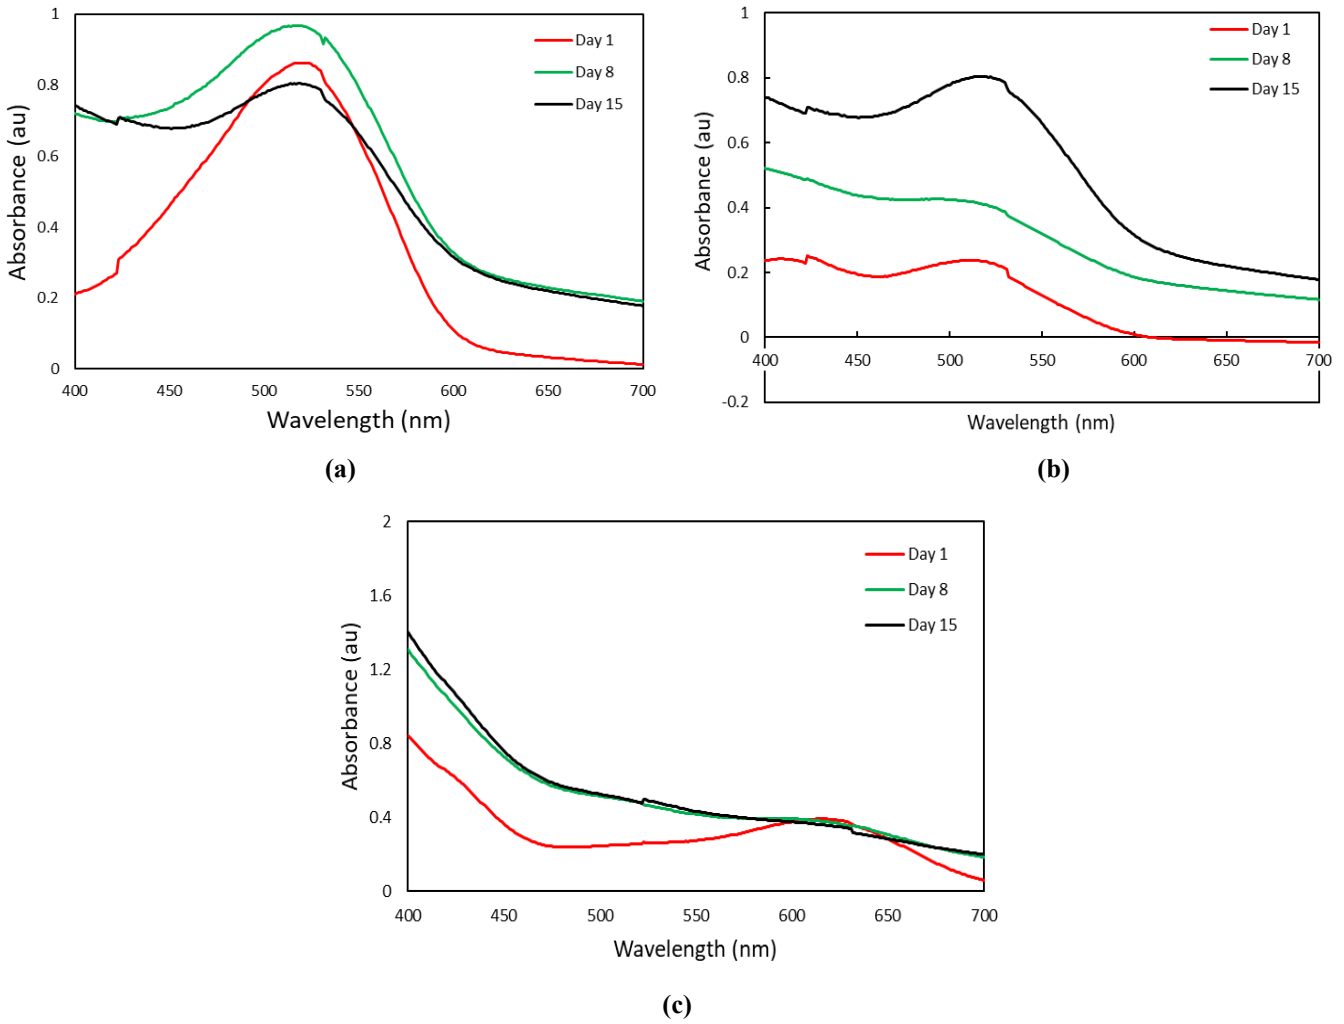 1
0.8
0.6
0.4
0.2
0
Absorbance (au)
Day 1
Day 8
Day 15
400 450 500 550 600 650 700
Wavelength (nm)
(a)
1
0.8
0.6
0.4
0.2
0
-0.2
Absorbance (au)
Day 1
Day 8
Day 15
400 450 500 550 600 650 700
Wavelength (nm)
(b)
2
1.6
1.2
0.8
0.4
0
Absorbance (au)
Day 1
Day 8
Day 15
400 450 500 550 600 650 700
Wavelength (nm)
(c)